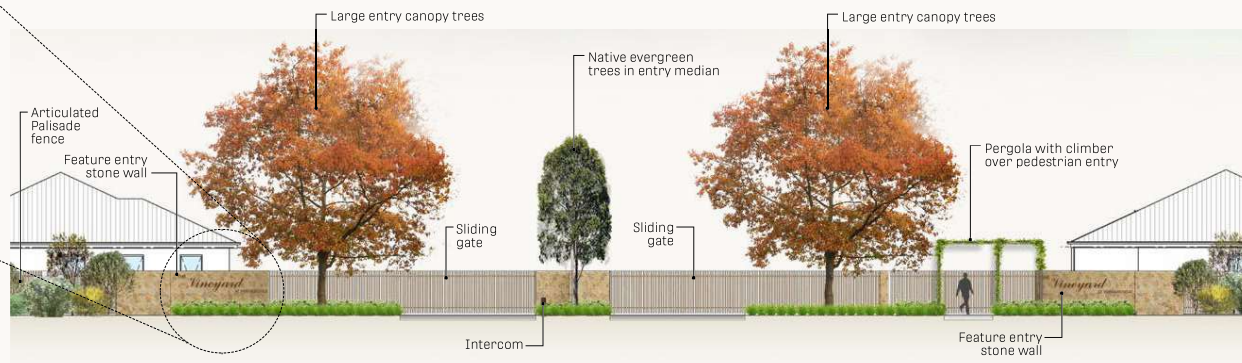 Large entry canopy trees
Large entry canopy trees
Native evergreen
trees in entry median
Articulated
Palisade
fence
Feature entry
stone wall
Pergola with climber
over pedestrian entry
Sliding
gate
Sliding
gate
Vineyard
Vineyard
Intercom
Feature entry
stone wall